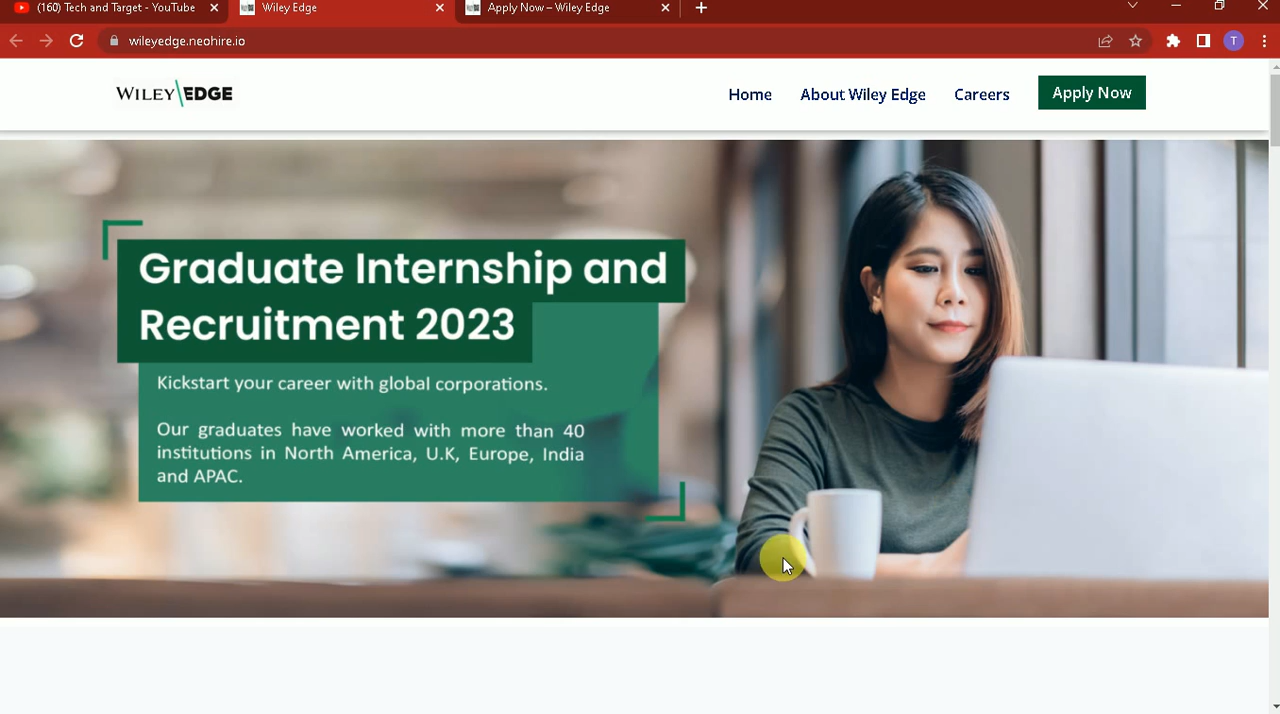 (160) Tech and Target - YouTube
Wiley Edge
Apply Now – Wiley Edge
wileyedge.neohire.io
T
WILEY EDGE
Home
About Wiley Edge
Careers
Apply Now
Graduate Internship and
Recruitment 2023
Kickstart your career with global corporations.
Our graduates have worked with more than 40
institutions in North America, U.K, Europe, India
and APAC.